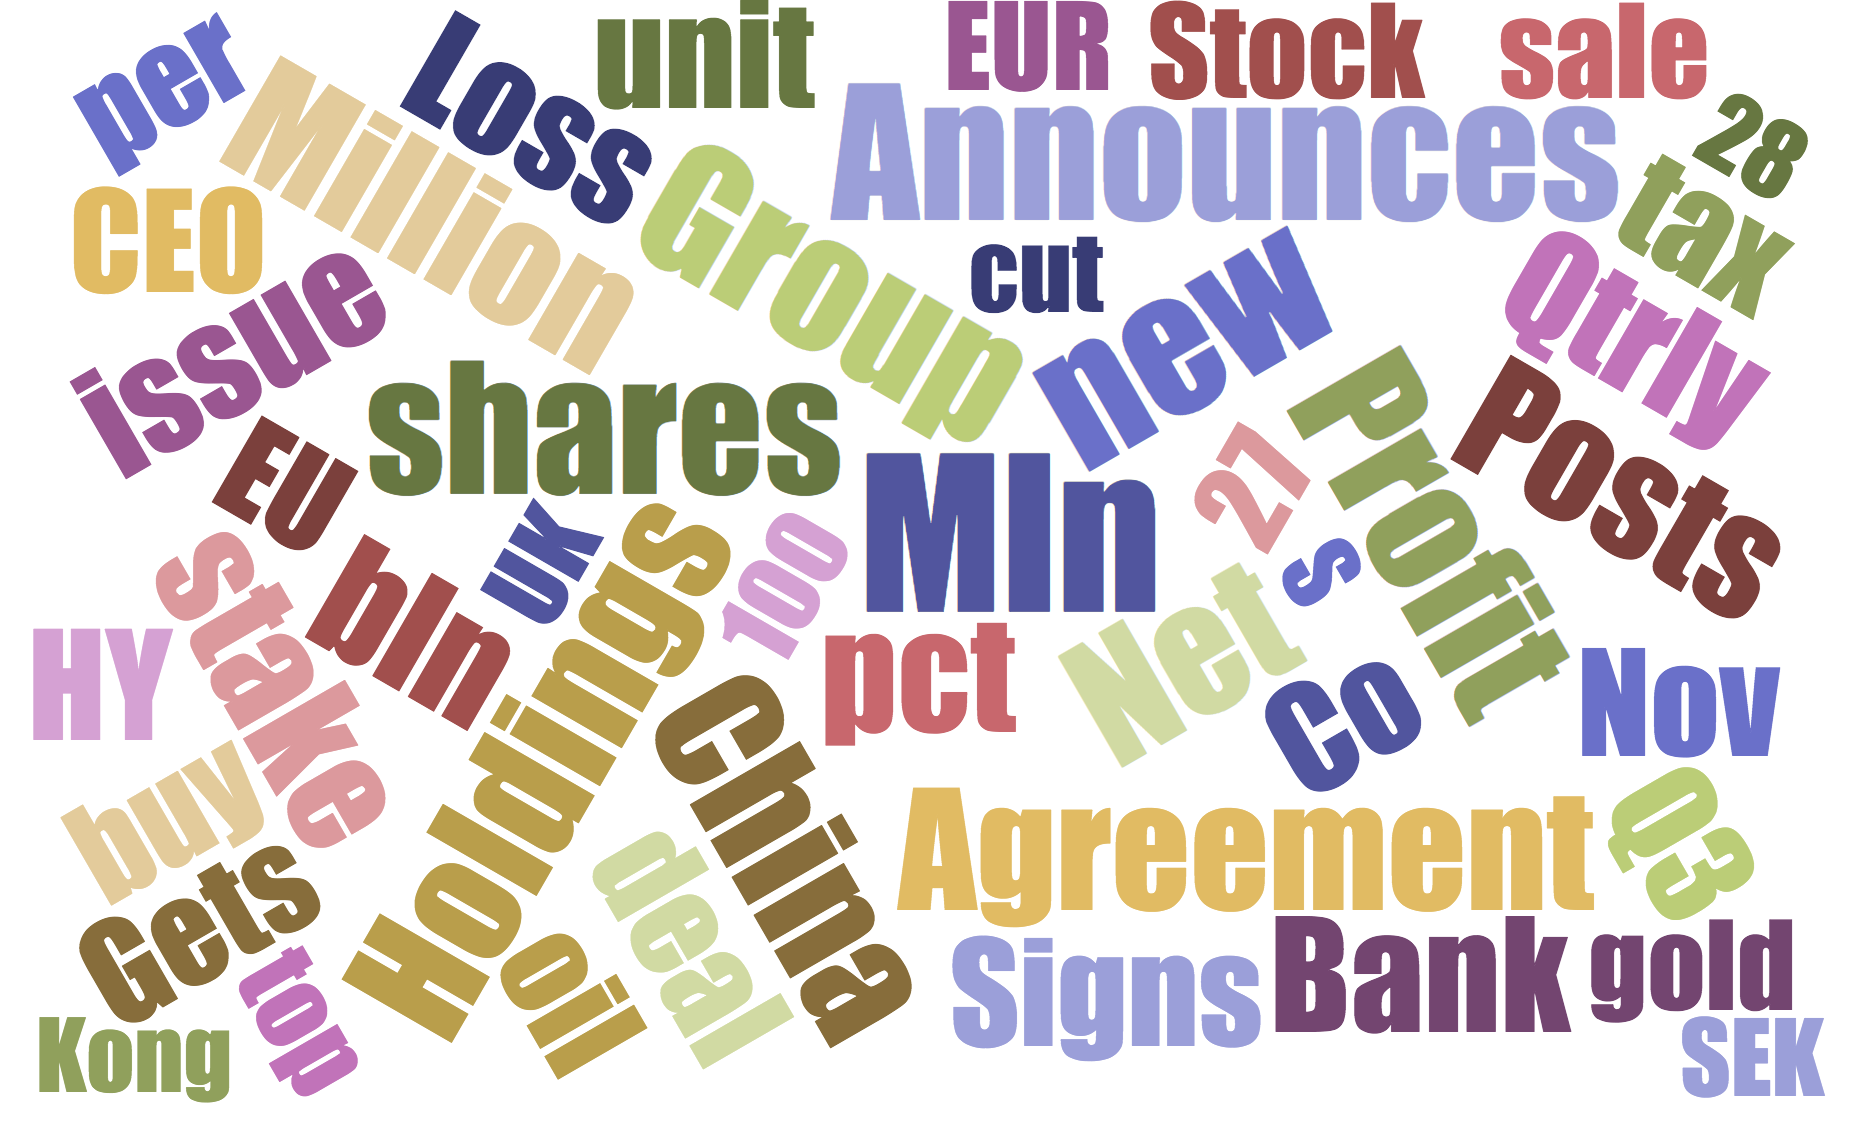 per
Loss
unit
EUR
Stock
sale
Million
Announces
28
CEO
Group
tax
cut
issue
new
Qtrly
shares
Profit
Posts
EU
Mln
27
UK
100
s
stake
bln
Holdings
pct
Net
HY
Co
Nov
China
buy
Agreement
Q3
deal
Gets
Signs
Bank
gold
oil
top
Kong
SEK